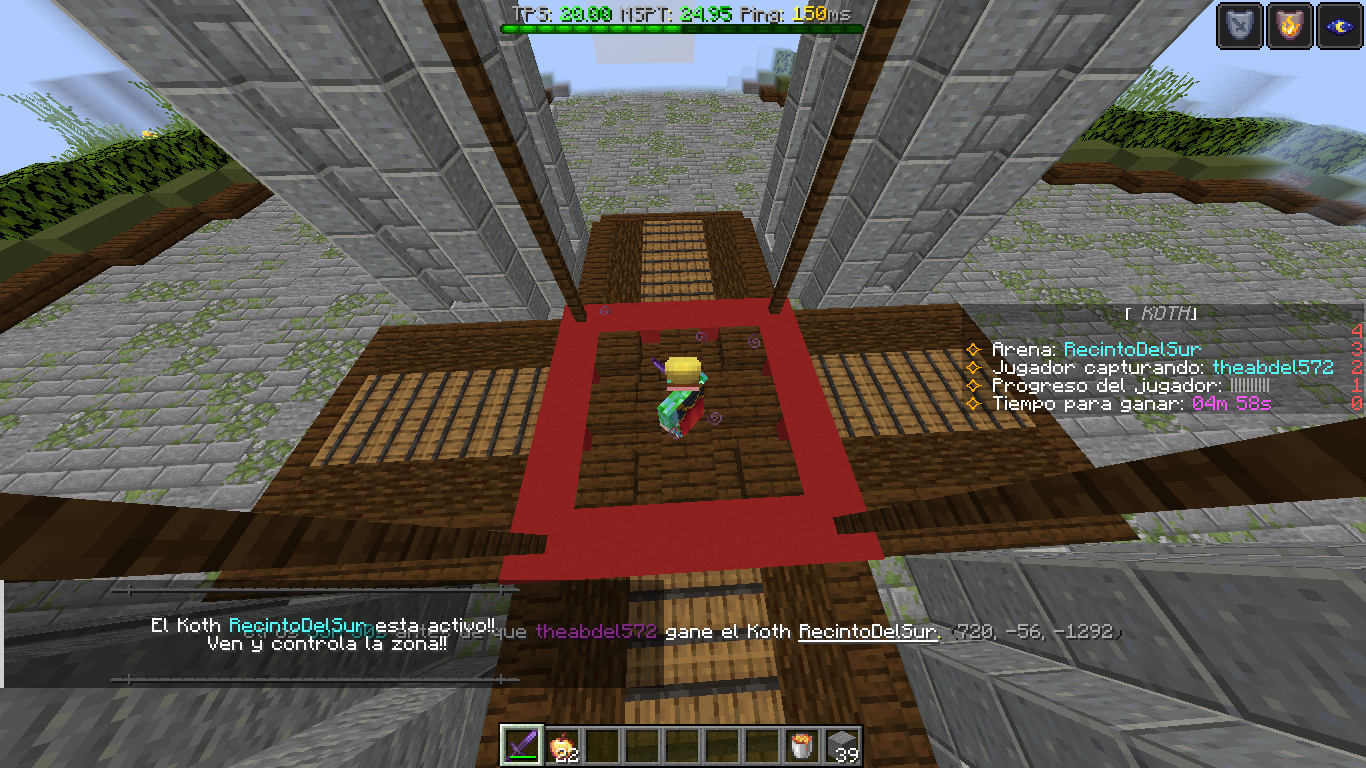 TPS: 20.00 MSPT: 24.95 Ping: 150ms
[ KOTH]
4
Arena: RecintoDelSur 3
Jugador capturando: theabdel572 2
Progreso del jugador: |||||||||| 1
Tiempo para ganar: 04m 58s 0
El Koth RecintoDelSur esta activo!!
Ven y controla la zona!!
que theabdel572 gane el Koth RecintoDelSur. (720, -56, -1292)
22
39